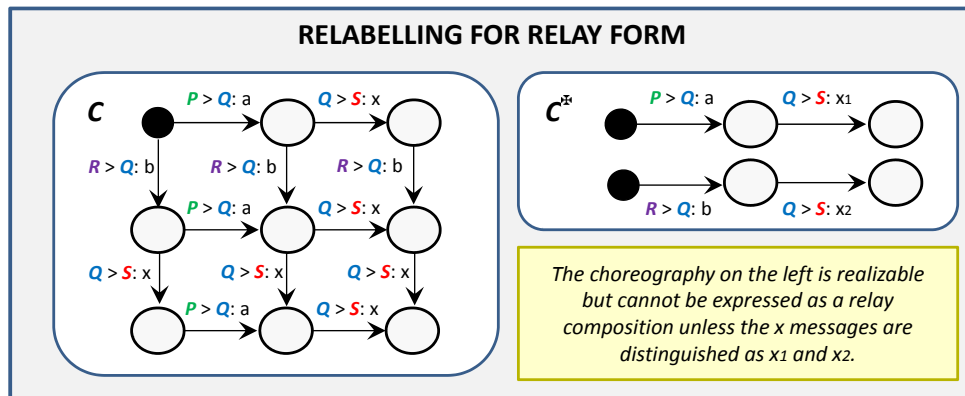 RELABELLING FOR RELAY FORM
C
P > Q: a
Q > S: x
R > Q: b
R > Q: b
R > Q: b
P > Q: a
Q > S: x
Q > S: x
Q > S: x
Q > S: x
P > Q: a
Q > S: x
C✠
P > Q: a
Q > S: x1
R > Q: b
Q > S: x2
The choreography on the left is realizable
but cannot be expressed as a relay
composition unless the x messages are
distinguished as x1 and x2.